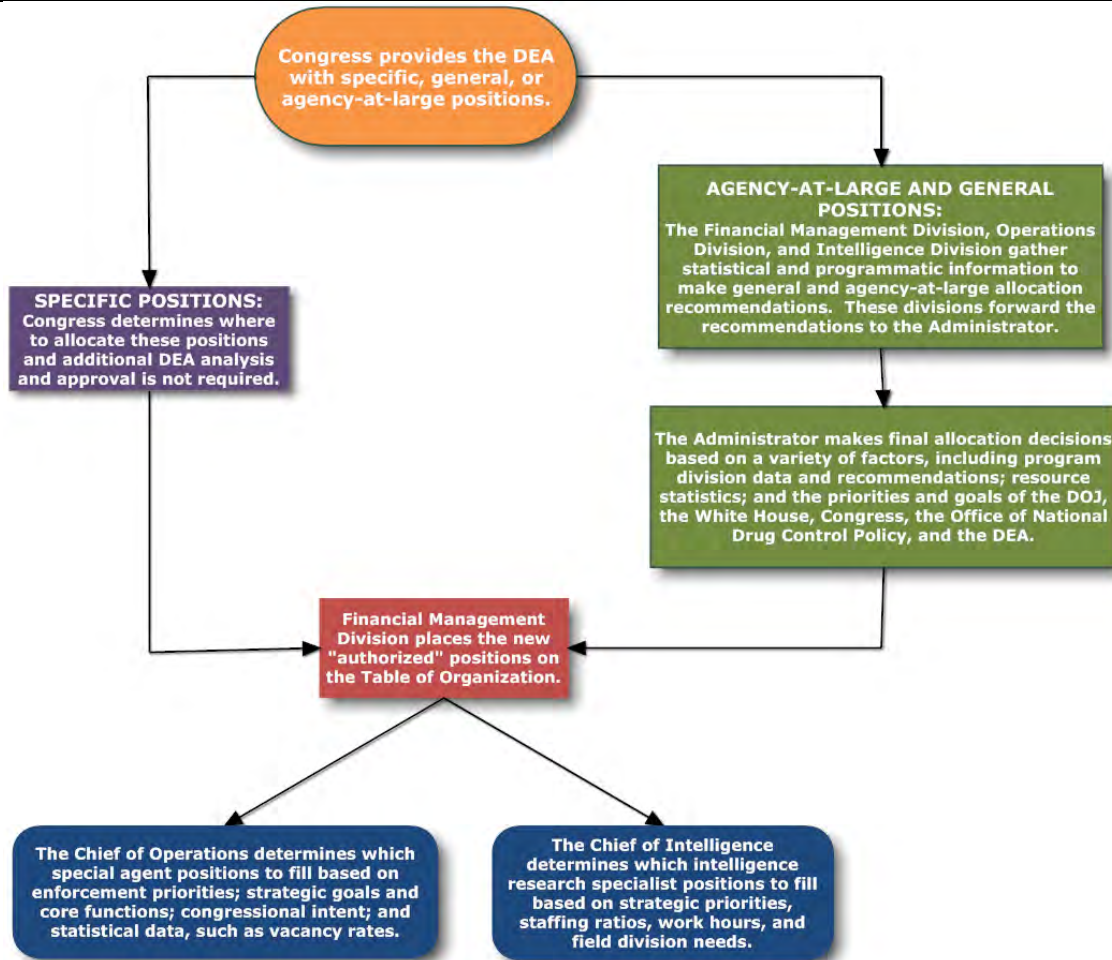 Congress provides the DEA
with specific, general, or
agency-at-large positions.
AGENCY-AT-LARGE AND GENERAL
POSITIONS:
The Financial Management Division, Operations
Division, and Intelligence Division gather
statistical and programmatic information to
make general and agency-at-large allocation
recommendations.  These divisions forward the
recommendations to the Administrator.
SPECIFIC POSITIONS:
Congress determines where
to allocate these positions
and additional DEA analysis
and approval is not required.
The Administrator makes final allocation decisions
based on a variety of factors, including program
division data and recommendations; resource
statistics; and the priorities and goals of the DOJ,
the White House, Congress, the Office of National
Drug Control Policy, and the DEA.
Financial Management
Division places the new
"authorized" positions on
the Table of Organization.
The Chief of Operations determines which
special agent positions to fill based on
enforcement priorities; strategic goals and
core functions; congressional intent; and
statistical data, such as vacancy rates.
The Chief of Intelligence
determines which intelligence
research specialist positions to fill
based on strategic priorities,
staffing ratios, work hours, and
field division needs.